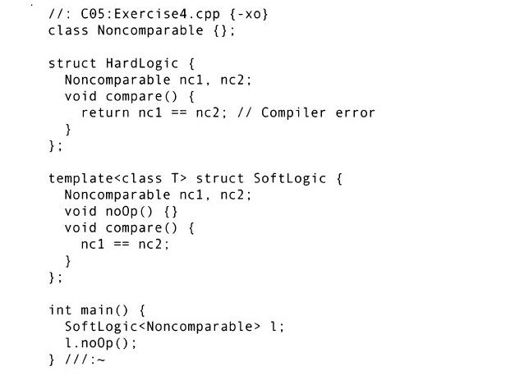 //: C05:Exercise4.cpp {-xo}
class Noncomparable {};

struct HardLogic {
  Noncomparable nc1, nc2;
  void compare() {
    return nc1 == nc2; // Compiler error
  }
};

template<class T> struct SoftLogic {
  Noncomparable nc1, nc2;
  void noOp() {}
  void compare() {
    nc1 == nc2;
  }
};

int main() {
  SoftLogic<Noncomparable> l;
  l.noOp();
} ///:~